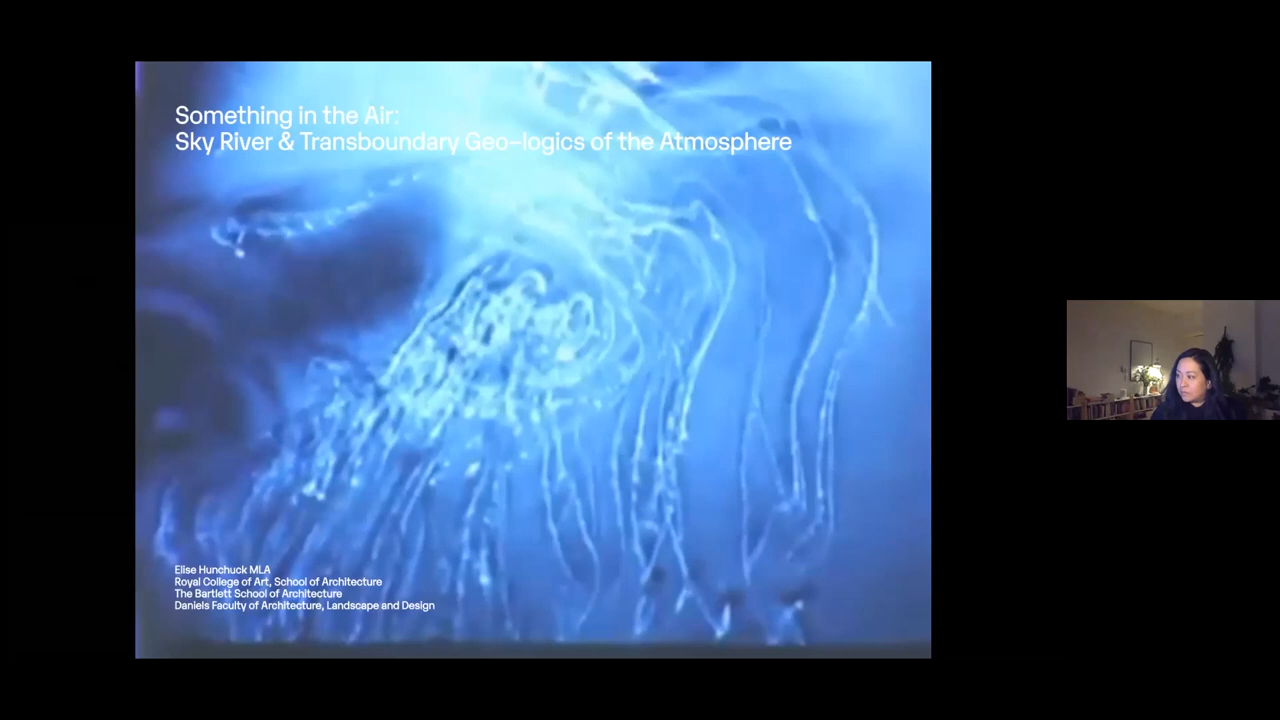 Something in the Air:
Sky River & Transboundary Geo-logics of the Atmosphere
Elise Hunchuck MLA
Royal College of Art, School of Architecture
The Bartlett School of Architecture
Daniels Faculty of Architecture, Landscape and Design